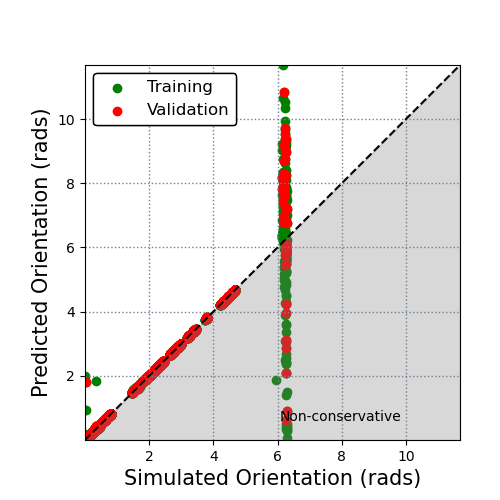 Training
Validation
10
8
6
4
2
Predicted Orientation (rads)
Non-conservative
2
4
6
8
10
Simulated Orientation (rads)